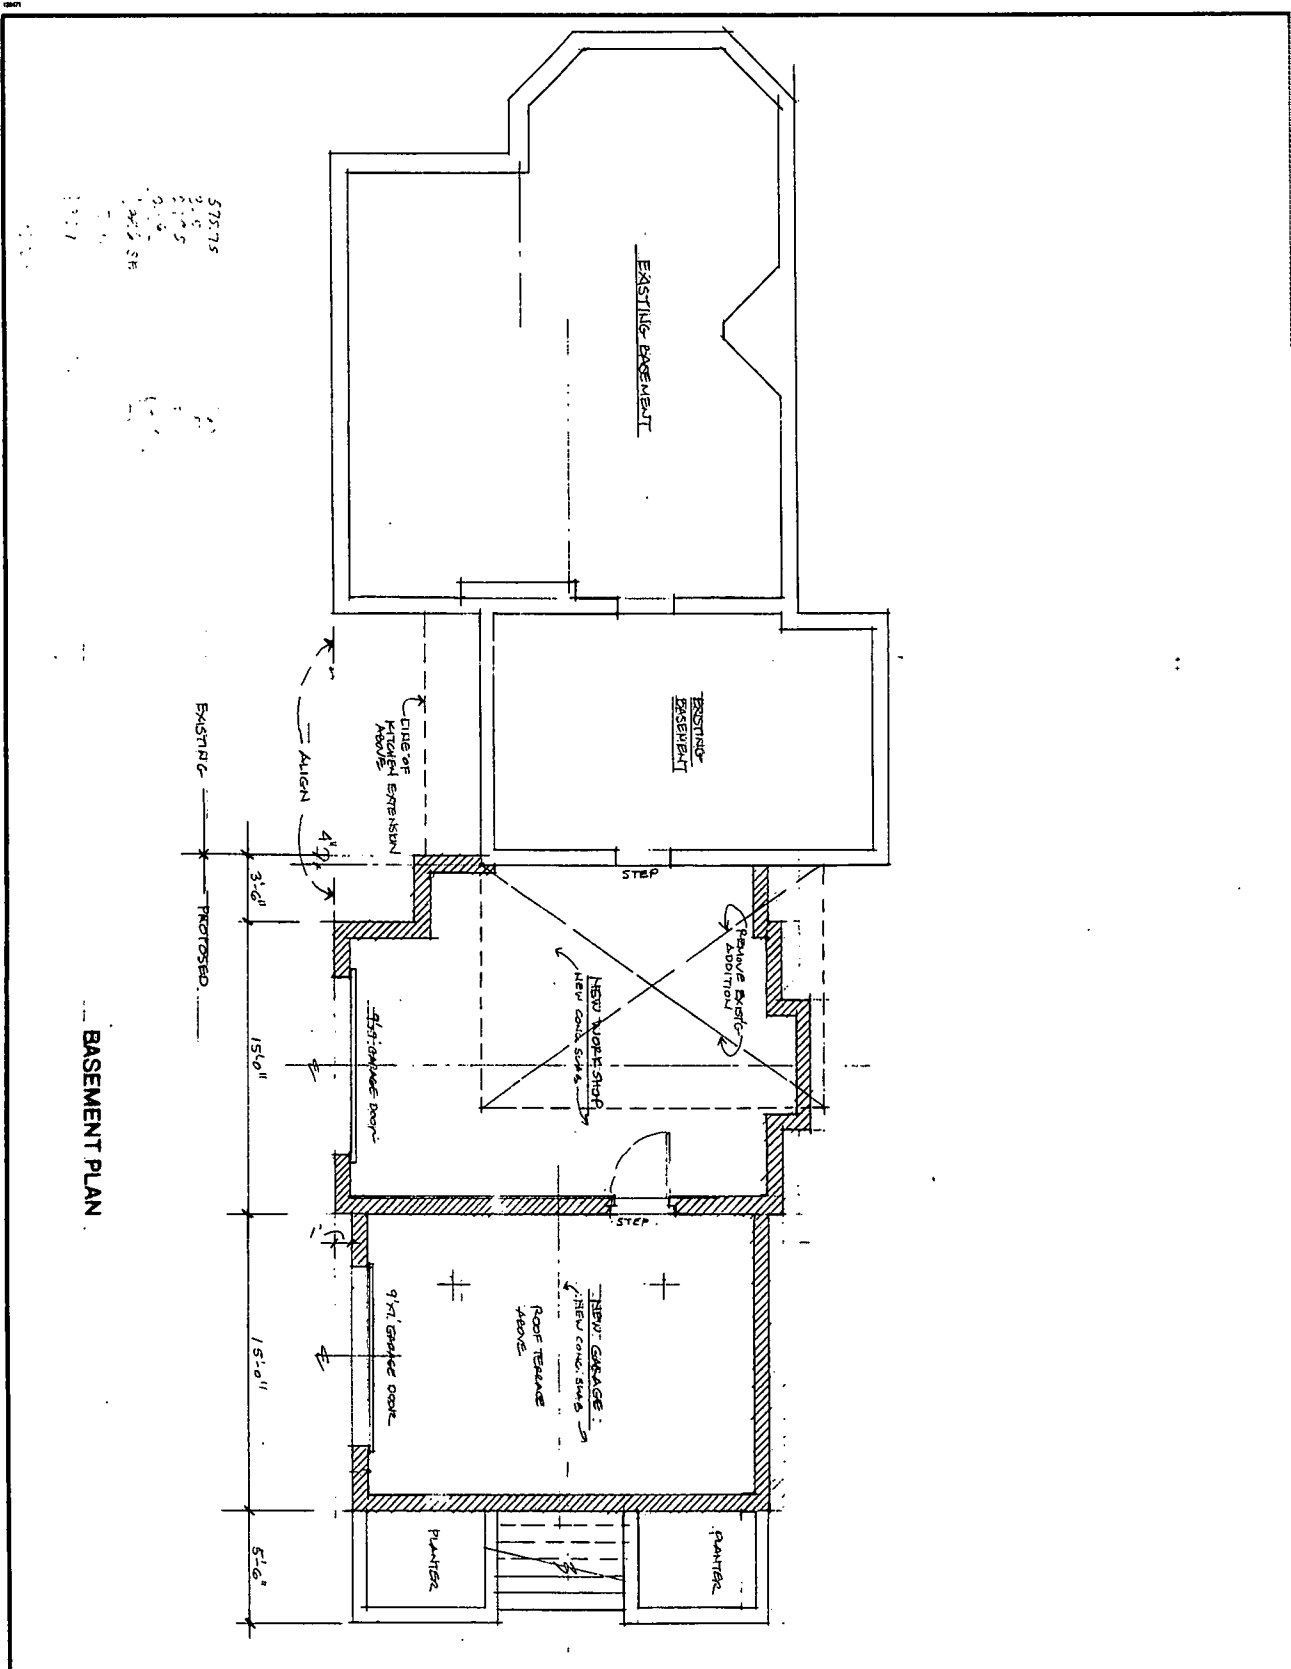 EXISTING BASEMENT
EXISTING
BASEMENT
LINE OF
KITCHEN EXTENSION
ABOVE
ALIGN
EXISTING
PROPOSED
4"
3'-6"
15'-0"
15'-0"
5'-6"
1'
STEP
REMOVE EXIST'G
ADDITION
NEW WORKSHOP
NEW CONC. SLAB
9'x7' GARAGE DOOR
STEP
NEW GARAGE
NEW CONC. SLAB
ROOF TERRACE
ABOVE
9'x7' GARAGE DOOR
PLANTER
PLANTER
BASEMENT PLAN
575.75